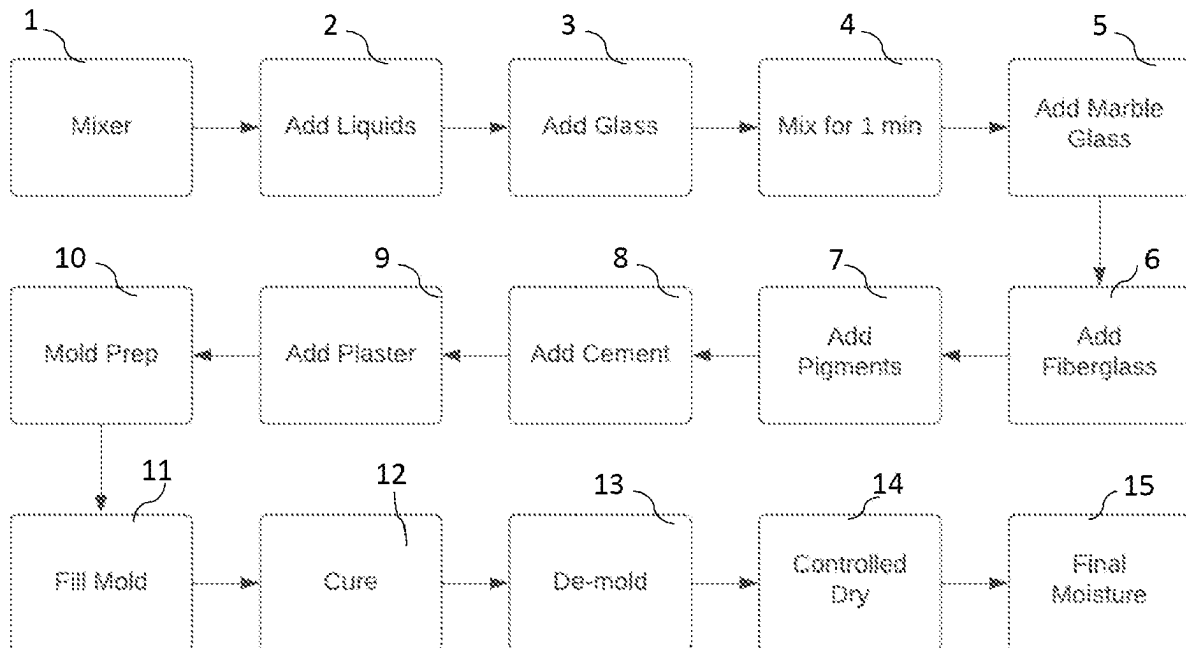 1
Mixer
2
Add Liquids
3
Add Glass
4
Mix for 1 min
5
Add Marble
Glass
6
Add
Fiberglass
7
Add
Pigments
8
Add Cement
9
Add Plaster
10
Mold Prep
11
Fill Mold
12
Cure
13
De-mold
14
Controlled
Dry
15
Final
Moisture